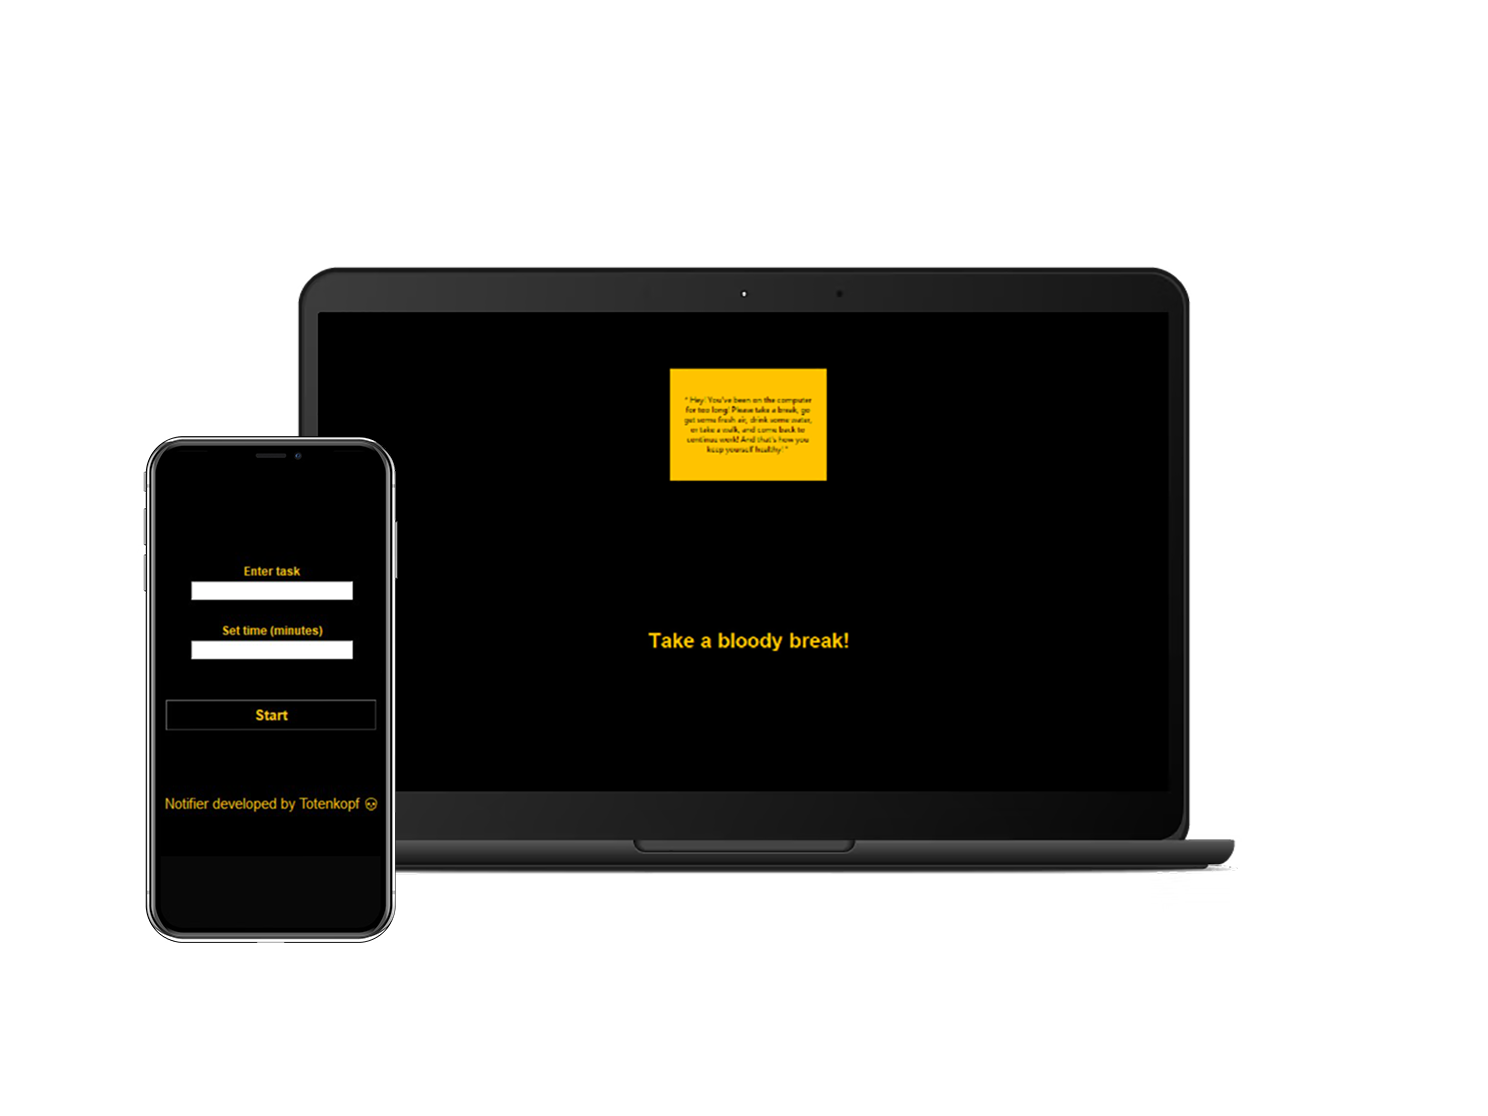 " Hey! You've been on the computer
for too long! Please take a break, go
get some fresh air, drink some water,
or take a walk, and come back to
continue work! And that's how you
keep yourself healthy! "
Take a bloody break!
Enter task
Set time (minutes)
Start
Notifier developed by Totenkopf 💀